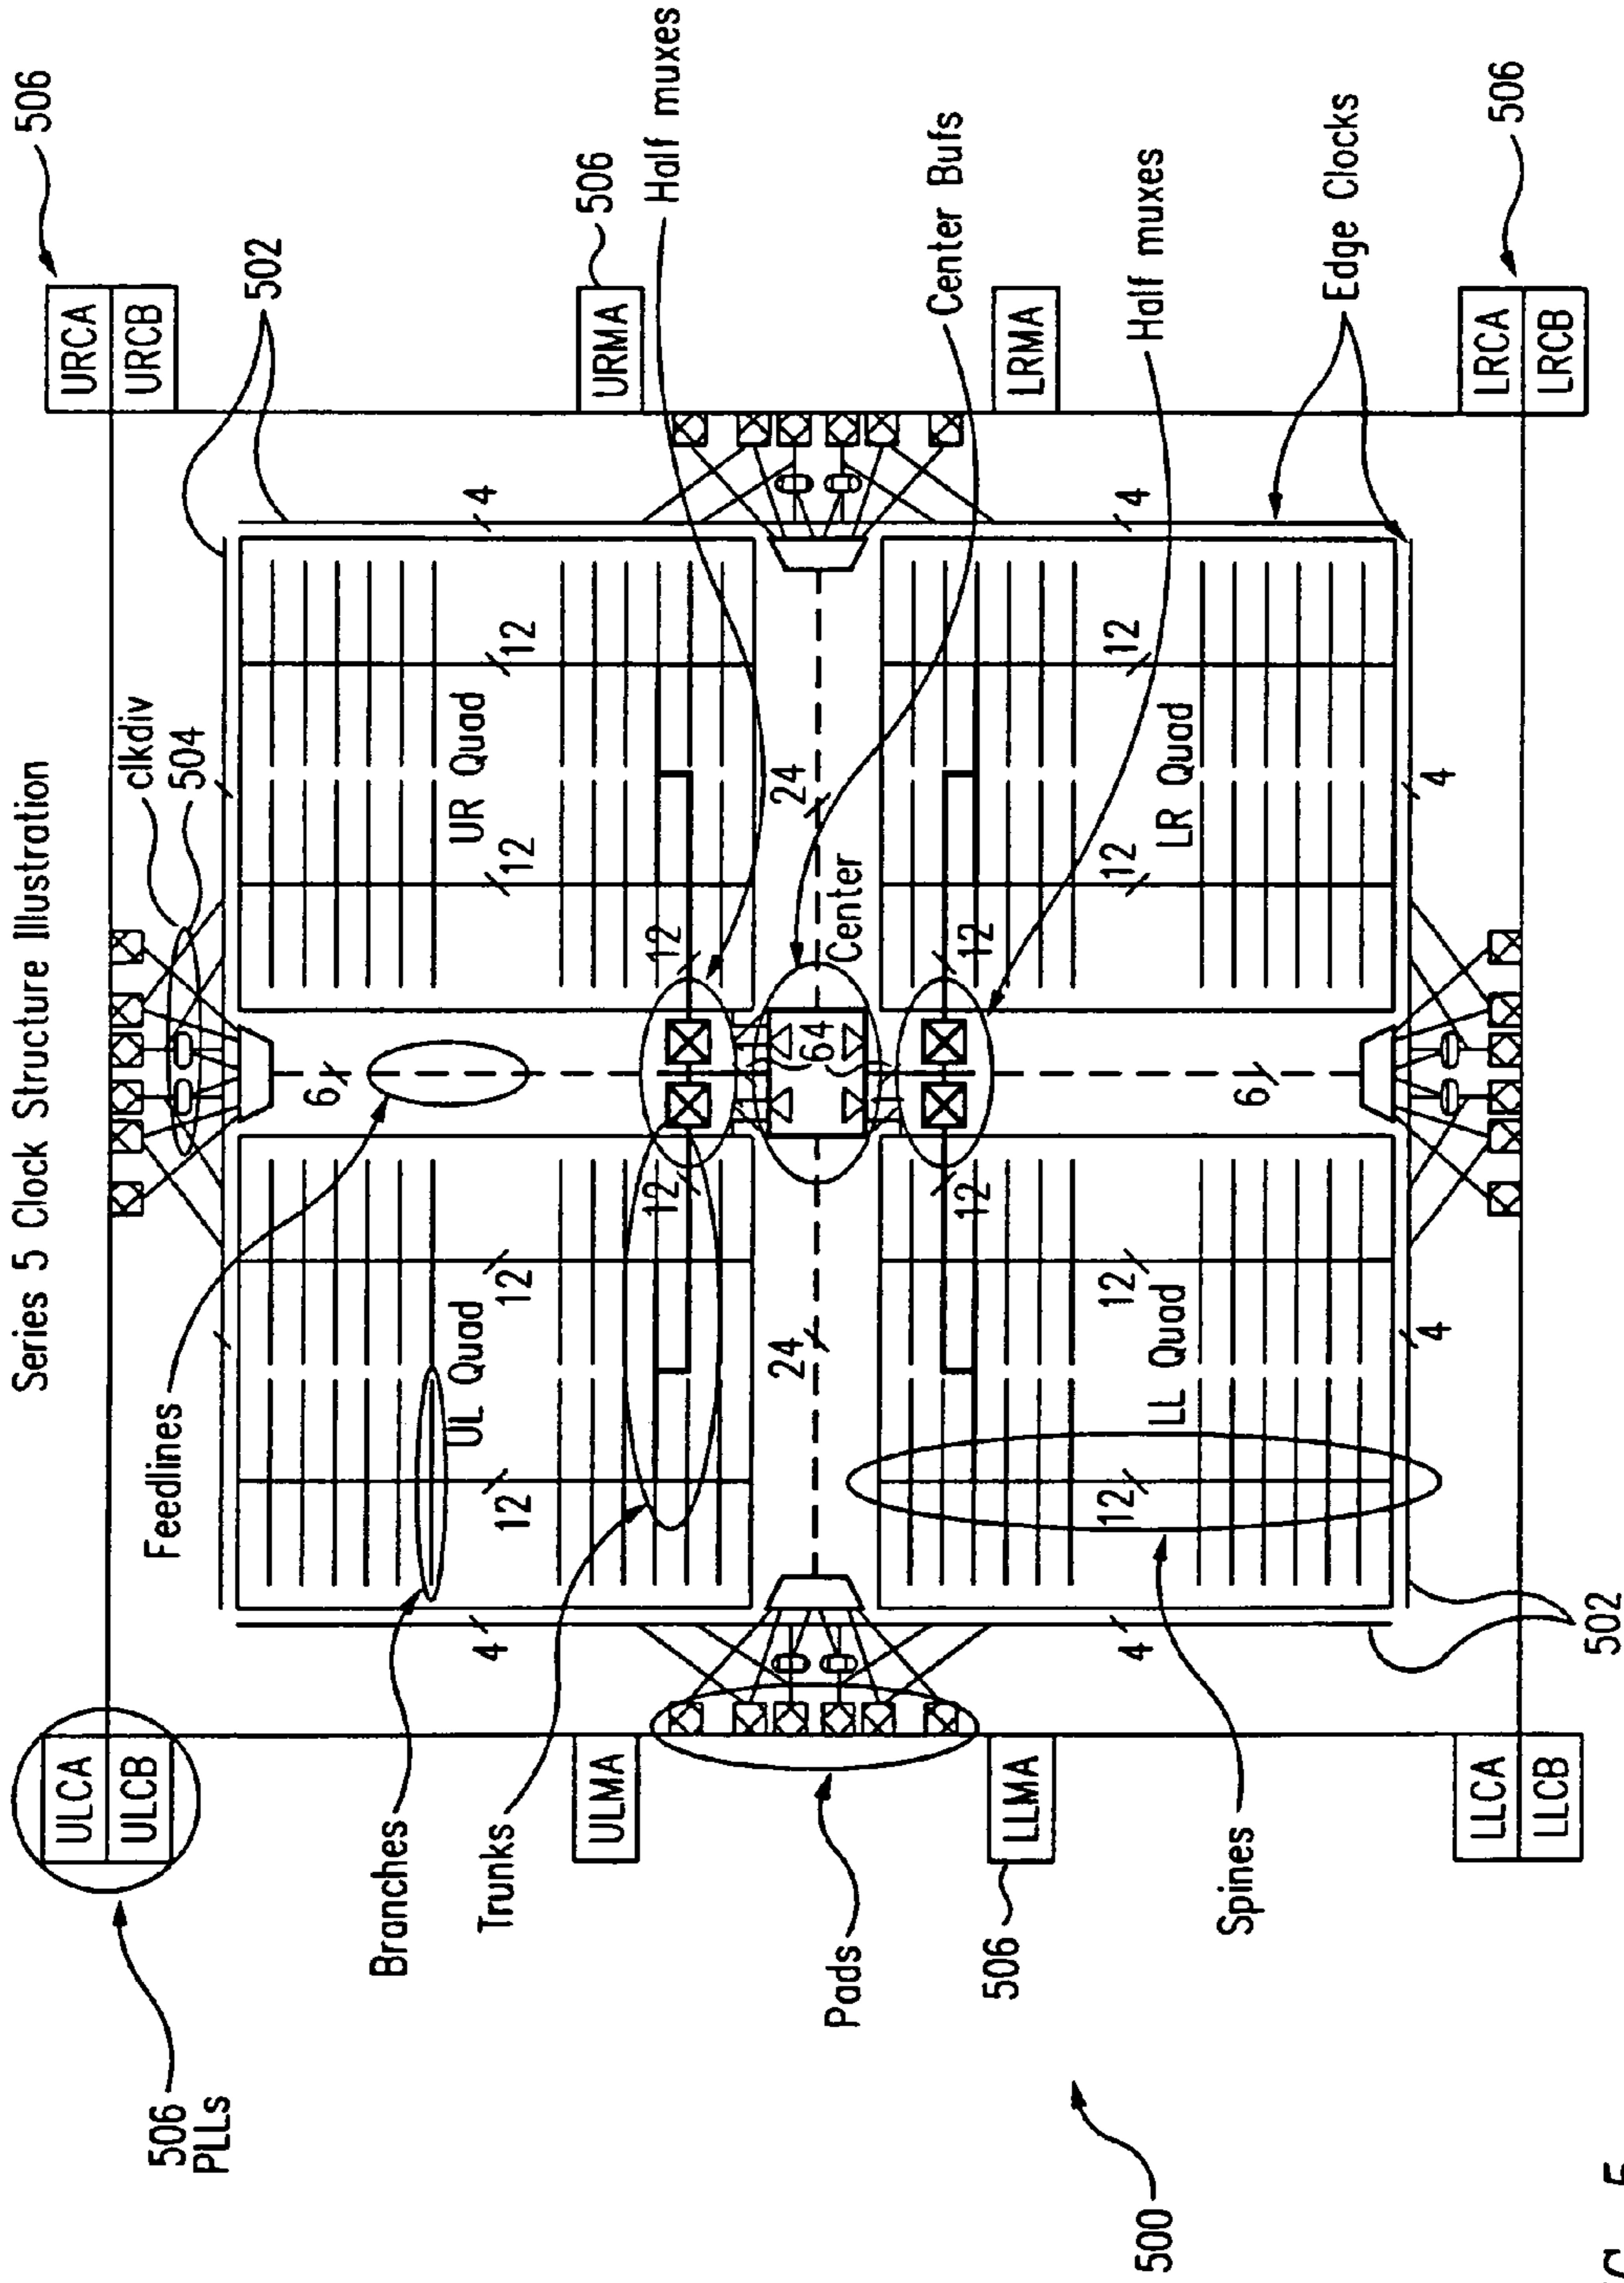 Series 5 Clock Structure Illustration
506
ULCA
URCA
ULCB
URCB
clkdiv
504
506
PLLs
Feedlines
502
6
Branches
UL Quad
UR Quad
4
4
Trunks
12
12
12
12
ULMA
URMA
506
Half muxes
12
12
24
24
64
Pads
Center
Center Bufs
12
12
506
LLMA
LRMA
12
12
12
12
4
4
Half muxes
500
LL Quad
LR Quad
Spines
6
Edge Clocks
4
4
LLCA
LRCA
506
LLCB
LRCB
502